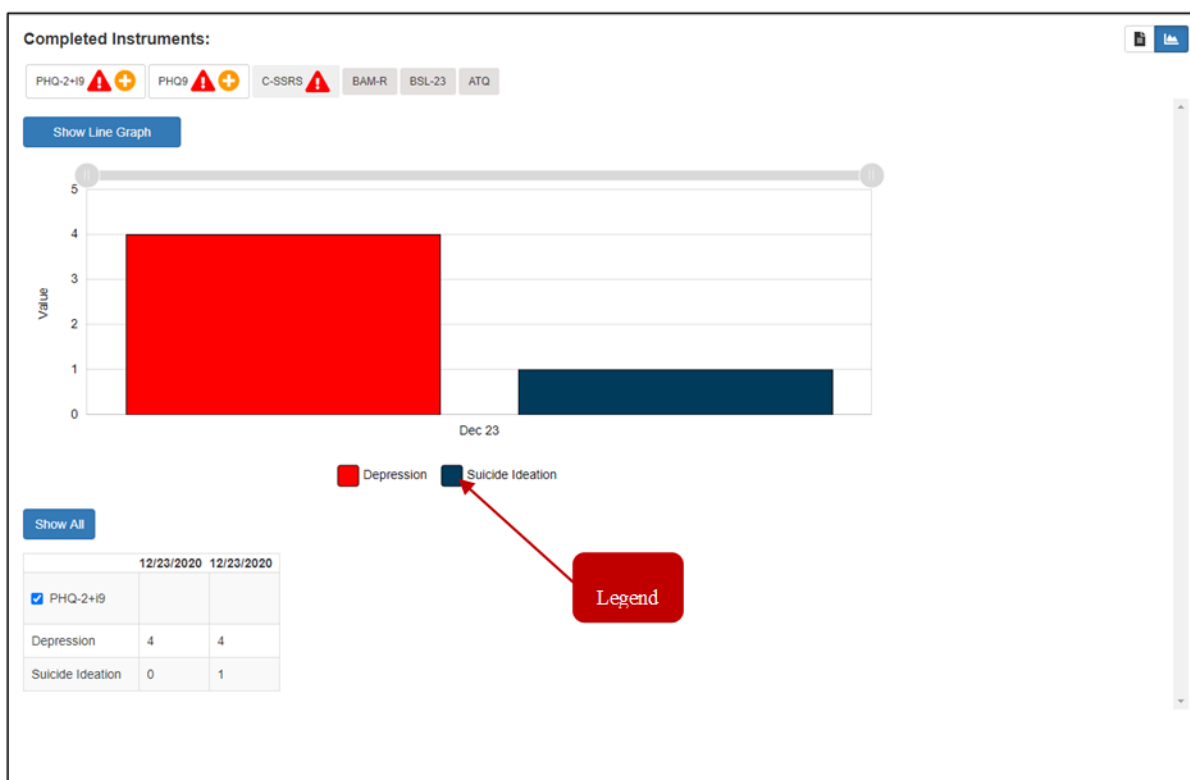 Completed Instruments:
PHQ-2+I9 PHQ9 C-SSRS BAM-R BSL-23 ATQ
Show Line Graph
5
4
3
2
1
0
Value
Dec 23
Depression Suicide Ideation
Show All
Legend
12/23/2020 12/23/2020
PHQ-2+i9
Depression 4 4
Suicide Ideation 0 1